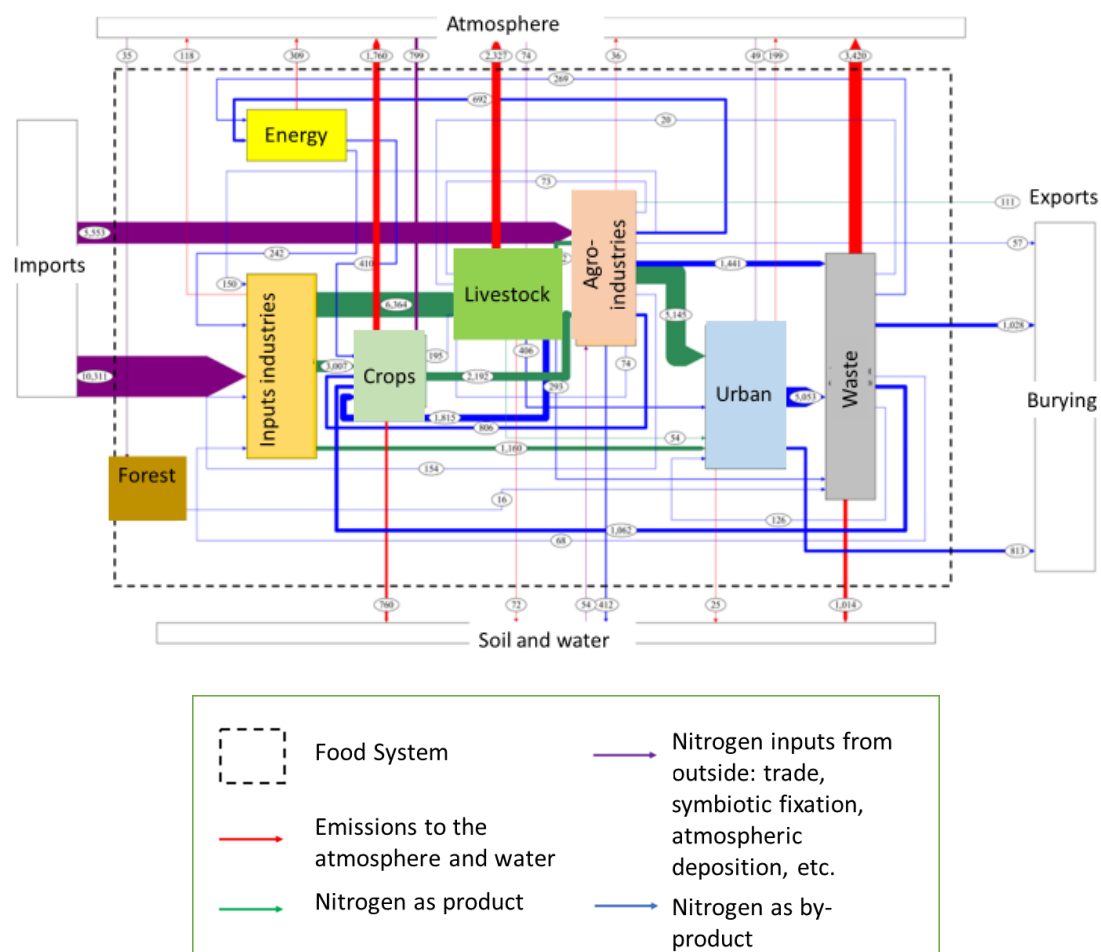 Atmosphere
35
118
309
1,760
799
2,327
74
36
49
199
3,420
269
692
20
Energy
73
111
Exports
5,553
57
242
410
Imports
150
1,441
6,364
Livestock
Agro-
industries
5,145
1,028
406
195
3,007
Crops
2,192
74
10,311
293
Inputs industries
Urban
5,053
Waste
Burying
1,815
806
54
1,160
154
Forest
16
126
1,062
68
813
760
72
54
412
25
1,014
Soil and water
Food System
Emissions to the
atmosphere and water
Nitrogen as product
Nitrogen inputs from
outside: trade,
symbiotic fixation,
atmospheric
deposition, etc.
Nitrogen as by-
product